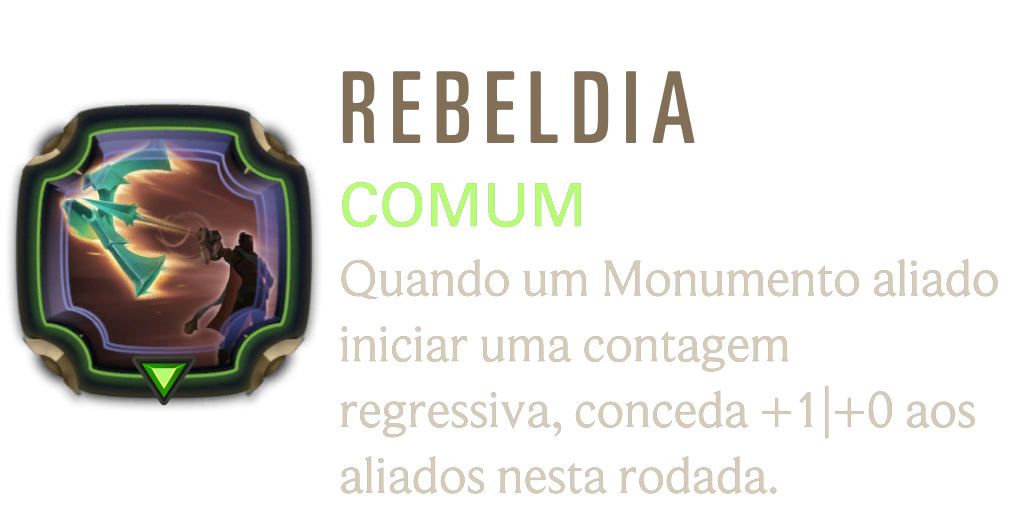 REBELDIA
COMUM
Quando um Monumento aliado
iniciar uma contagem
regressiva, conceda +1|+0 aos
aliados nesta rodada.